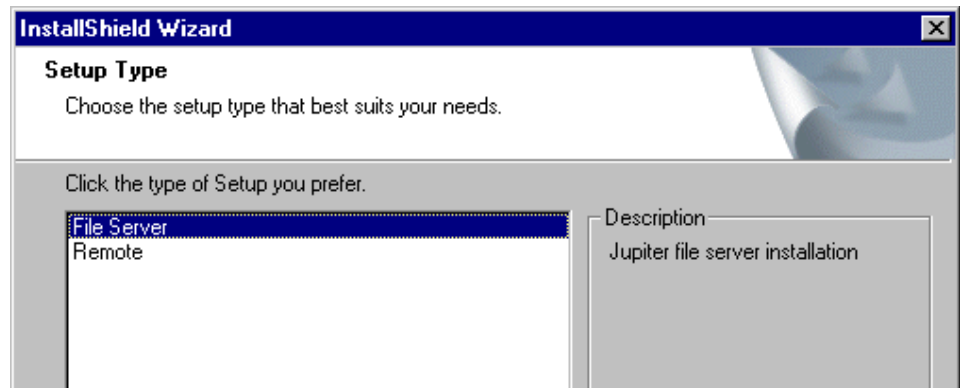 InstallShield Wizard
Setup Type
Choose the setup type that best suits your needs.
Click the type of Setup you prefer.
File Server
Remote
Description
Jupiter file server installation